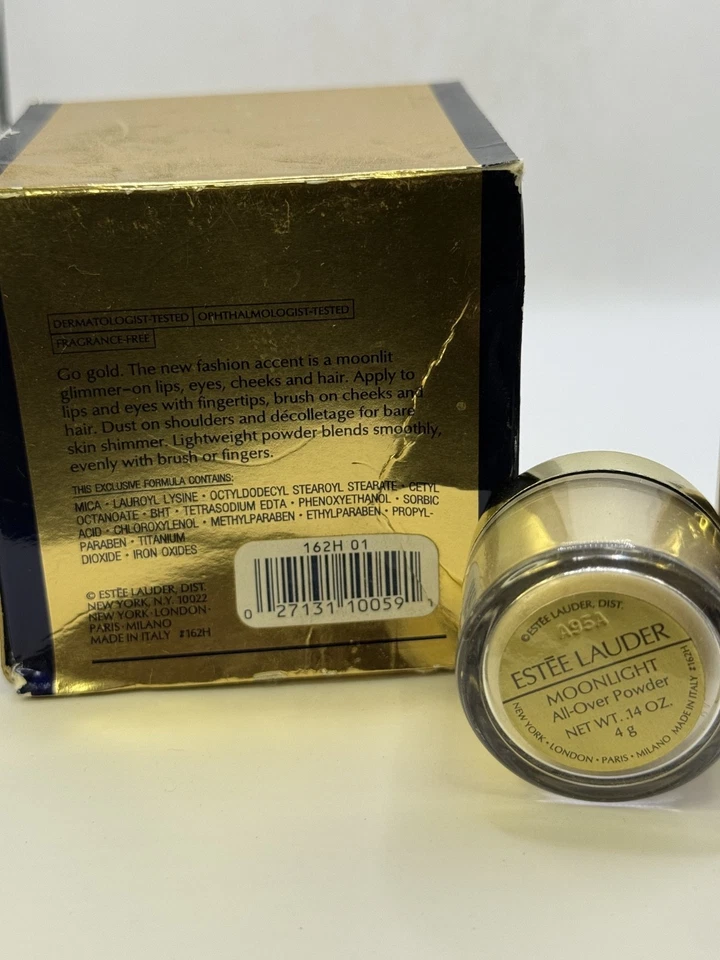 DERMATOLOGIST-TESTED OPHTHALMOLOGIST-TESTED
FRAGRANCE-FREE
Go gold. The new fashion accent is a moonlit
glimmer–on lips, eyes, cheeks and hair. Apply to
lips and eyes with fingertips, brush on cheeks and
hair. Dust on shoulders and décolletage for bare
skin shimmer. Lightweight powder blends smoothly,
evenly with brush or fingers.
THIS EXCLUSIVE FORMULA CONTAINS:
MICA · LAUROYL LYSINE · OCTYLDODECYL STEAROYL STEARATE · CETYL
OCTANOATE · BHT · TETRASODIUM EDTA · PHENOXYETHANOL · SORBIC
ACID · CHLOROXYLENOL · METHYLPARABEN · ETHYLPARABEN · PROPYL-
PARABEN · TITANIUM
DIOXIDE · IRON OXIDES
© ESTĒE LAUDER, DIST.
NEW YORK, N.Y. 10022
NEW YORK·LONDON·
PARIS·MILANO
MADE IN ITALY #162H
162H 01
0 27131 10059
©ESTĒE LAUDER, DIST.
A95A
ESTĒE LAUDER
MOONLIGHT
All-Over Powder
NET WT. .14 OZ.
4 g
NEW YORK · LONDON · PARIS · MILANO MADE IN ITALY #162H